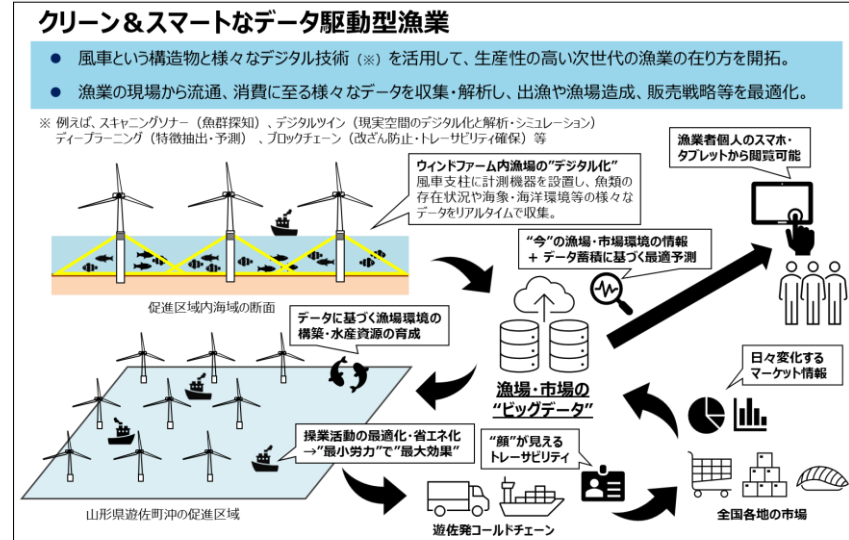 クリーン＆スマートなデータ駆動型漁業
● 風車という構造物と様々なデジタル技術（※）を活用して、生産性の高い次世代の漁業の在り方を開拓。
● 漁業の現場から流通、消費に至る様々なデータを収集・解析し、出漁や漁場造成、販売戦略等を最適化。
※ 例えば、スキャニングソナー（魚群探知）、デジタルツイン（現実空間のデジタル化と解析・シミュレーション）
ディープラーニング（特徴抽出・予測）、ブロックチェーン（改ざん防止・トレーサビリティ確保）等
ウィンドファーム内漁場の”デジタル化”
風車支柱に計測機器を設置し、魚類の
存在状況や海象・海洋環境等の様々な
データをリアルタイムで収集。
漁業者個人のスマホ・
タブレットから閲覧可能
“今”の漁場・市場環境の情報
＋ データ蓄積に基づく最適予測
促進区域内海域の断面
データに基づく漁場環境の
構築・水産資源の育成
漁場・市場の
“ビッグデータ”
日々変化する
マーケット情報
操業活動の最適化・省エネ化
→”最小労力”で”最大効果”
“顔”が見える
トレーサビリティ
山形県遊佐町沖の促進区域
遊佐発コールドチェーン
全国各地の市場